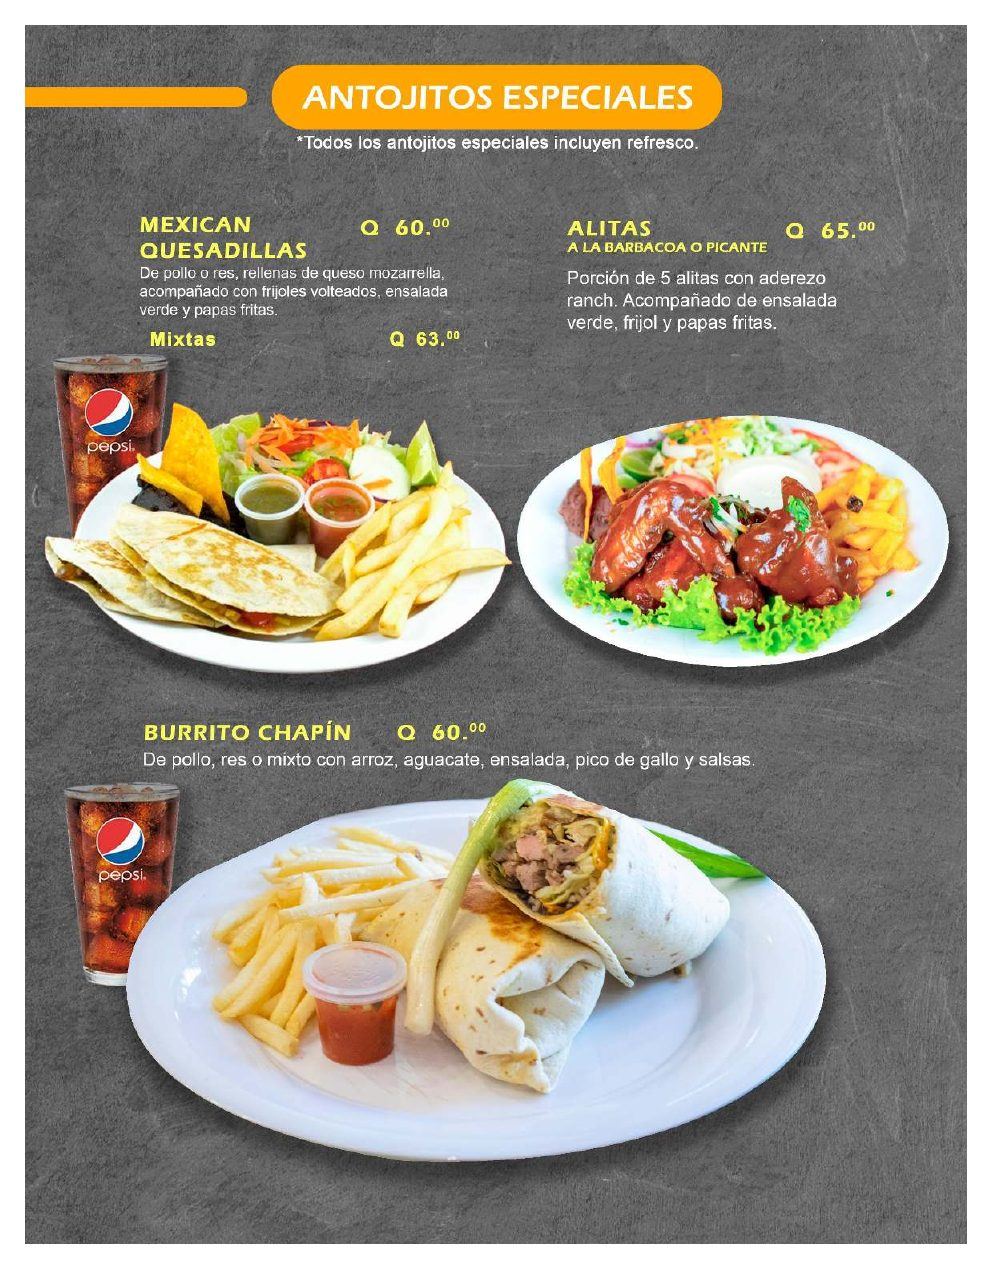 ANTOJITOS ESPECIALES
*Todos los antojitos especiales incluyen refresco.
MEXICAN QUESADILLAS Q 60.00
De pollo o res, rellenas de queso mozarrella,
acompañado con frijoles volteados, ensalada
verde y papas fritas.
Mixtas Q 63.00
ALITAS Q 65.00
A LA BARBACOA O PICANTE
Porción de 5 alitas con aderezo
ranch. Acompañado de ensalada
verde, frijol y papas fritas.
pepsi
BURRITO CHAPÍN Q 60.00
De pollo, res o mixto con arroz, aguacate, ensalada, pico de gallo y salsas.
pepsi